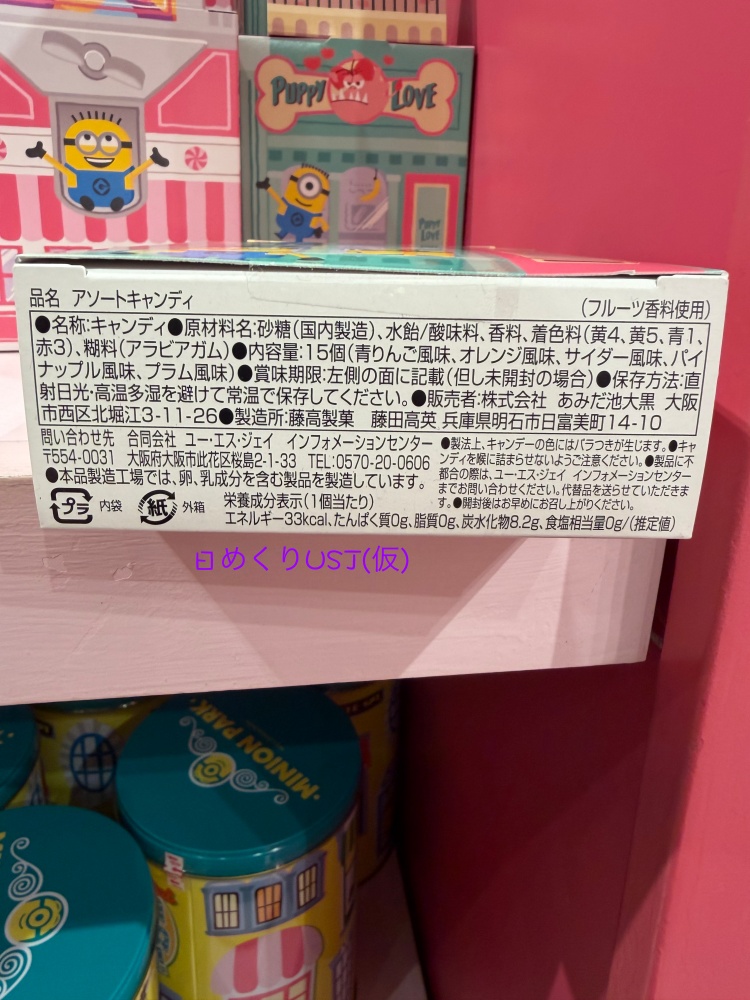 PUPPY LOVE
PUPPY
LOVE
品名 アソートキャンディ
(フルーツ香料使用)
●名称:キャンディ●原材料名:砂糖(国内製造)、水飴/酸味料、香料、着色料(黄4、黄5、青1、
赤3)、糊料(アラビアガム)●内容量:15個(青りんご風味、オレンジ風味、サイダー風味、パイ
ナップル風味、プラム風味)●賞味期限:左側の面に記載(但し未開封の場合)●保存方法:直
射日光・高温多湿を避けて常温で保存してください。●販売者:株式会社 あみだ池大黒 大阪
市西区北堀江3-11-26●製造所:藤高製菓 藤田高英 兵庫県明石市日富美町14-10
問い合わせ先 合同会社 ユー・エス・ジェイ インフォメーションセンター
〒554-0031 大阪府大阪市此花区桜島2-1-33 TEL:0570-20-0606
●本品製造工場では、卵、乳成分を含む製品を製造しています。
●製法上、キャンデーの色にはバラつきが生じます。●キャ
ンディを喉に詰まらせないようご注意ください。●製品に不
都合の際は、ユー・エス・ジェイ インフォメーションセンター
までお問い合わせください。代替品を送らせていただきま
す。●開封後はお早めにお召し上がりください。
プラ 内袋 紙 外箱 栄養成分表示(1個当たり)
エネルギー33kcal、たんぱく質0g、脂質0g、炭水化物8.2g、食塩相当量0g/(推定値)
日めくりUSJ(仮)
MINION PARK